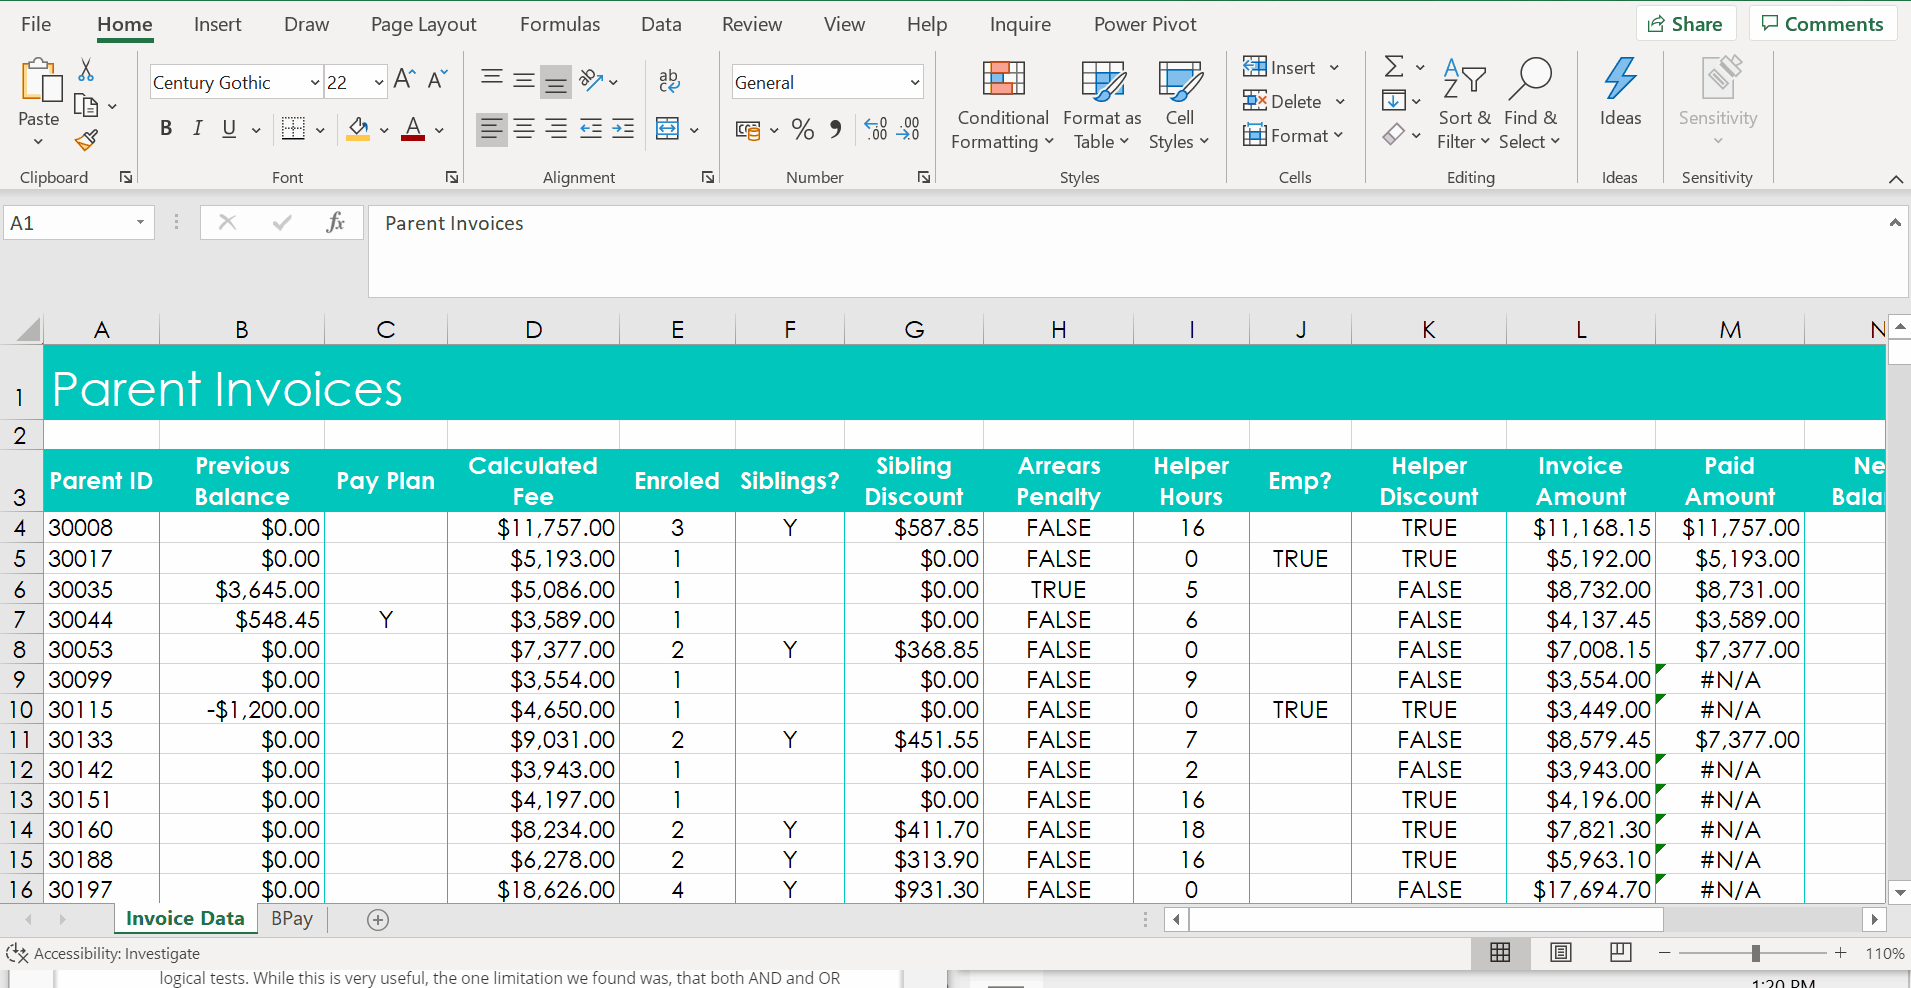 File Home Insert Draw Page Layout Formulas Data Review View Help Inquire Power Pivot Share Comments
Paste
Clipboard
Century Gothic 22
B I U
Font
ab
Alignment
General
% , .00 .00
Number
Conditional Formatting
Format as Table
Cell Styles
Styles
Insert
Delete
Format
Cells
Sort & Filter
Find & Select
Editing
Ideas
Ideas
Sensitivity
Sensitivity
A1 fx Parent Invoices
A B C D E F G H I J K L M N
1 Parent Invoices
2
3 Parent ID Previous Balance Pay Plan Calculated Fee Enroled Siblings? Sibling Discount Arrears Penalty Helper Hours Emp? Helper Discount Invoice Amount Paid Amount Ne Bala
4 30008 $0.00 $11,757.00 3 Y $587.85 FALSE 16 TRUE $11,168.15 $11,757.00
5 30017 $0.00 $5,193.00 1 $0.00 FALSE 0 TRUE TRUE $5,192.00 $5,193.00
6 30035 $3,645.00 $5,086.00 1 $0.00 TRUE 5 FALSE $8,732.00 $8,731.00
7 30044 $548.45 Y $3,589.00 1 $0.00 FALSE 6 FALSE $4,137.45 $3,589.00
8 30053 $0.00 $7,377.00 2 Y $368.85 FALSE 0 FALSE $7,008.15 $7,377.00
9 30099 $0.00 $3,554.00 1 $0.00 FALSE 9 FALSE $3,554.00 #N/A
10 30115 -$1,200.00 $4,650.00 1 $0.00 FALSE 0 TRUE TRUE $3,449.00 #N/A
11 30133 $0.00 $9,031.00 2 Y $451.55 FALSE 7 FALSE $8,579.45 $7,377.00
12 30142 $0.00 $3,943.00 1 $0.00 FALSE 2 FALSE $3,943.00 #N/A
13 30151 $0.00 $4,197.00 1 $0.00 FALSE 16 TRUE $4,196.00 #N/A
14 30160 $0.00 $8,234.00 2 Y $411.70 FALSE 18 TRUE $7,821.30 #N/A
15 30188 $0.00 $6,278.00 2 Y $313.90 FALSE 16 TRUE $5,963.10 #N/A
16 30197 $0.00 $18,626.00 4 Y $931.30 FALSE 0 FALSE $17,694.70 #N/A
Invoice Data BPay
Accessibility: Investigate 110%
logical tests. While this is very useful, the one limitation we found was, that both AND and OR
1:20 PM